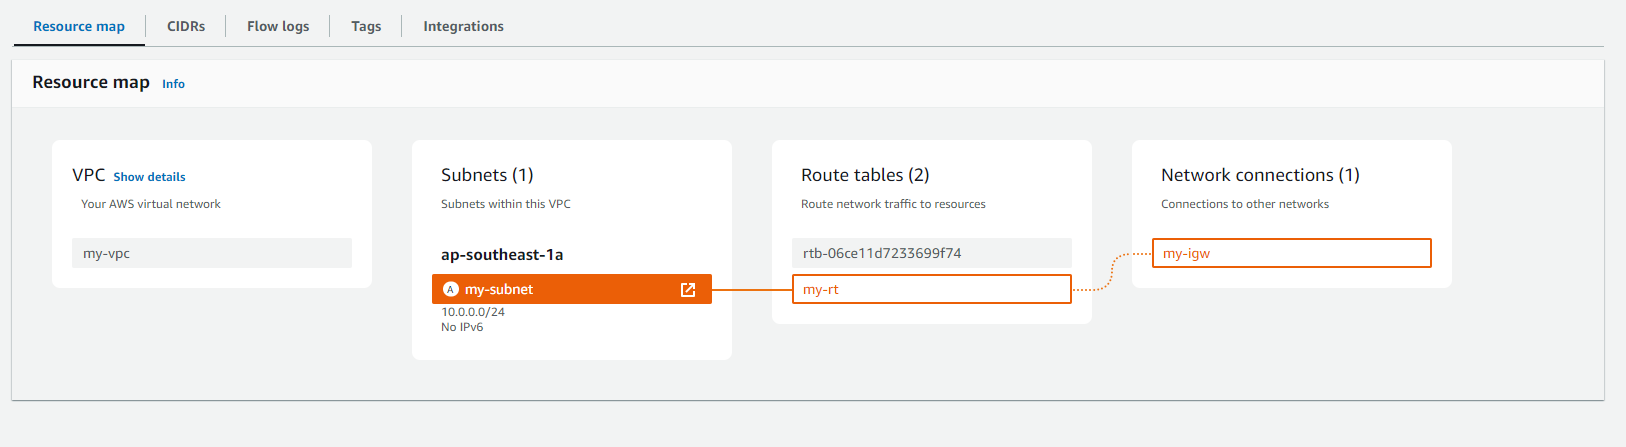 Resource map
CIDRs
Flow logs
Tags
Integrations
Resource map Info
VPC Show details
Your AWS virtual network
my-vpc
Subnets (1)
Subnets within this VPC
ap-southeast-1a
A my-subnet
10.0.0.0/24
No IPv6
Route tables (2)
Route network traffic to resources
rtb-06ce11d7233699f74
my-rt
Network connections (1)
Connections to other networks
my-igw